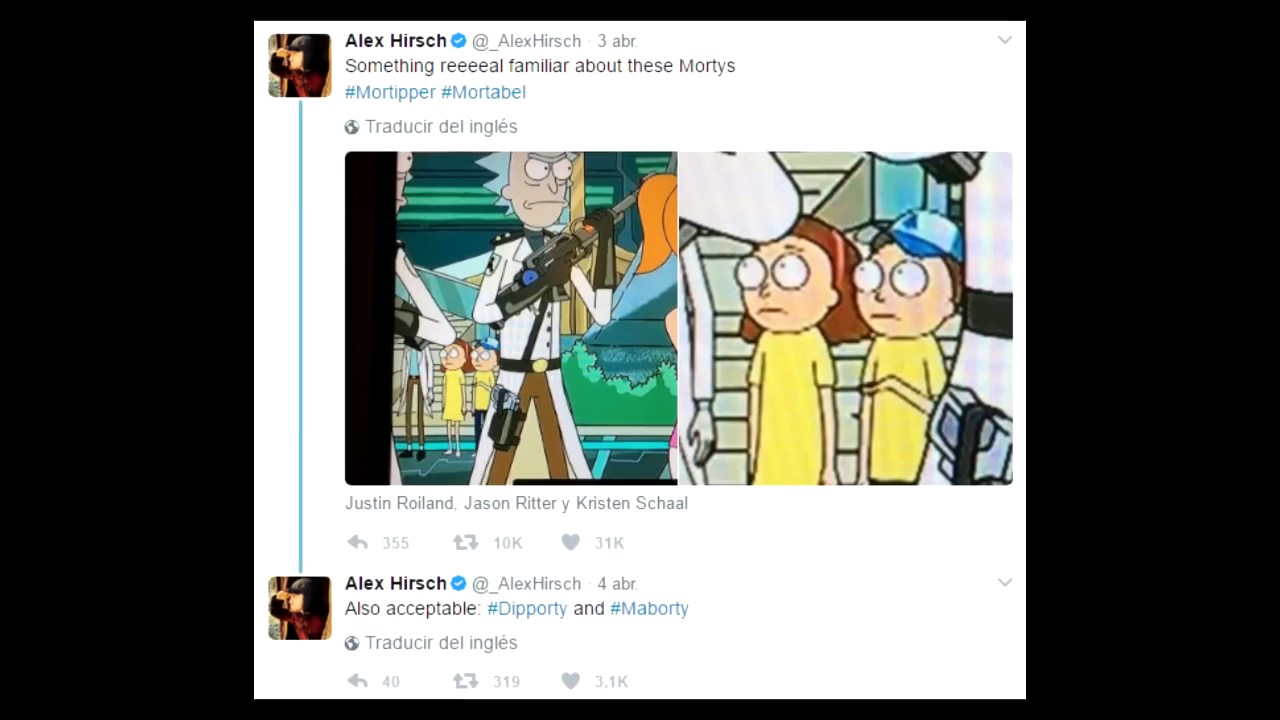 Alex Hirsch @_AlexHirsch · 3 abr.
Something reeeeal familiar about these Mortys
#Mortipper #Mortabel
Traducir del inglés
Justin Roiland, Jason Ritter y Kristen Schaal
355 10K 31K
Alex Hirsch @_AlexHirsch · 4 abr.
Also acceptable: #Dipporty and #Maborty
Traducir del inglés
40 319 3,1K